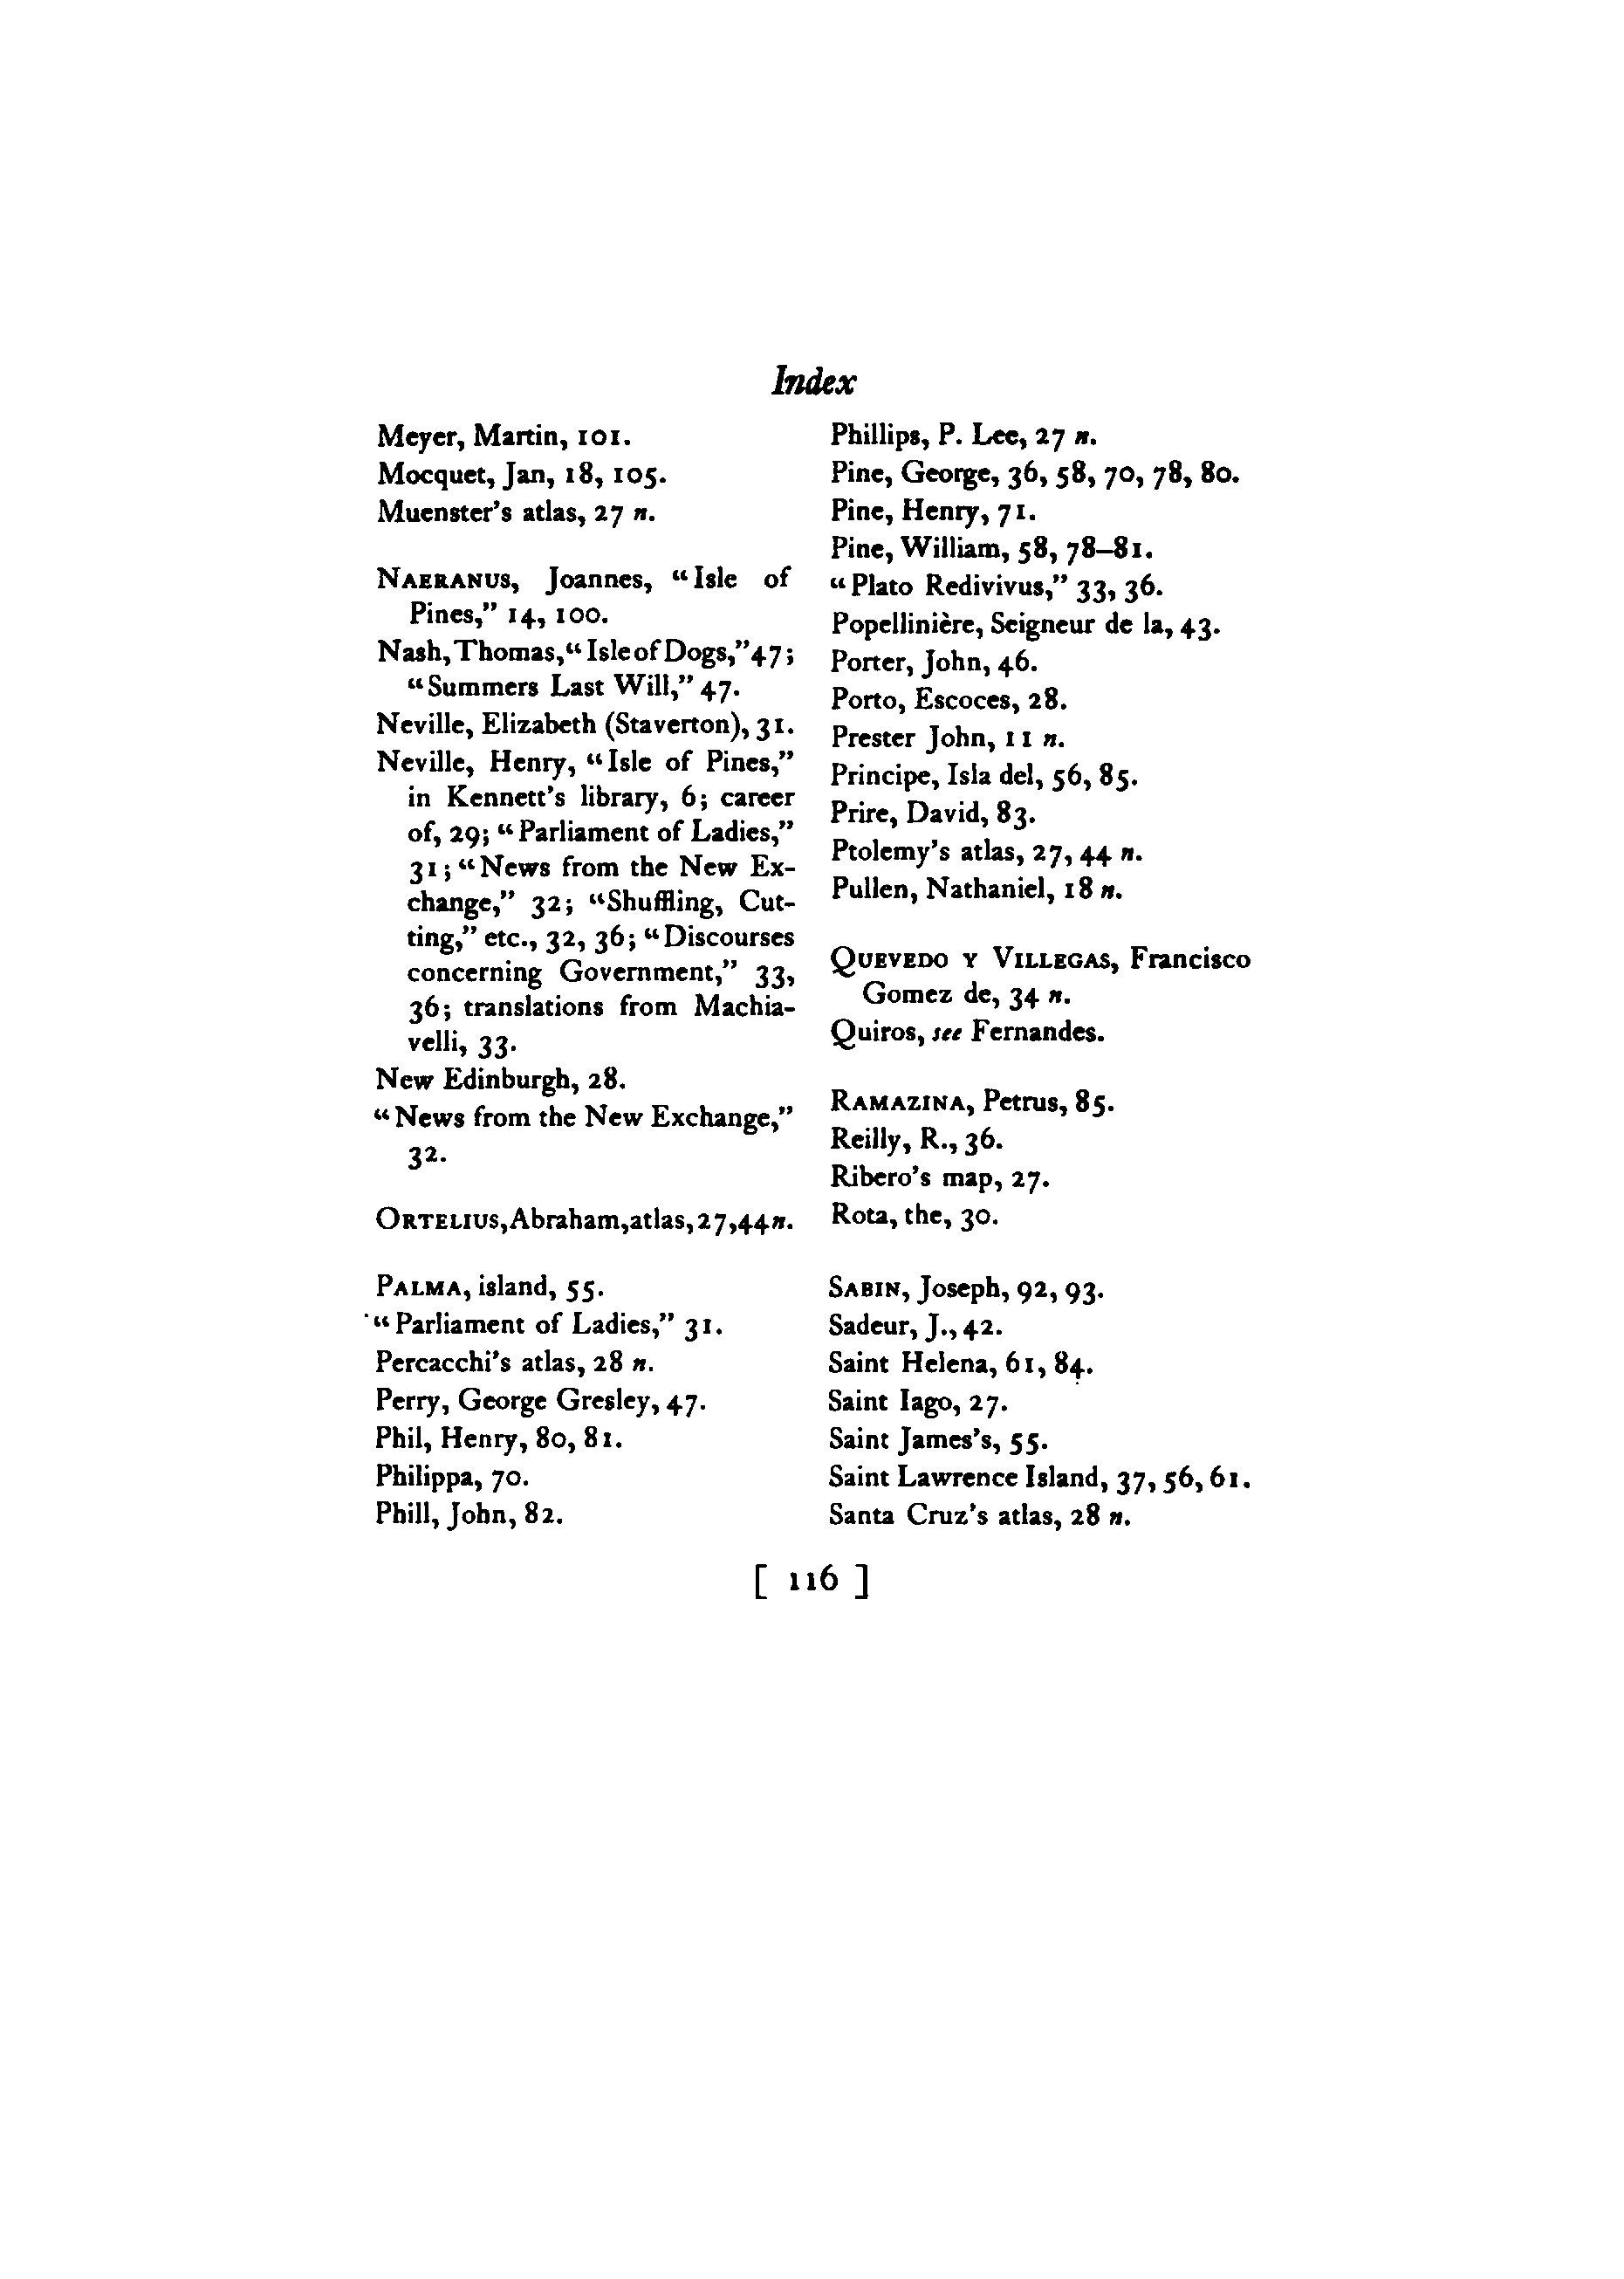 Index
Meyer, Martin, 101.
Mocquet, Jan, 18, 105.
Muenster's atlas, 27 n.
NAERANUS, Joannes, “Isle of
Pines,” 14, 100.
Nash, Thomas, “Isle of Dogs,” 47;
“Summers Last Will,” 47.
Neville, Elizabeth (Staverton), 31.
Neville, Henry, “Isle of Pines,”
in Kennett's library, 6; career
of, 29; “Parliament of Ladies,”
31; “News from the New Ex-
change,” 32; “Shuffling, Cut-
ting,” etc., 32, 36; “Discourses
concerning Government,” 33,
36; translations from Machia-
velli, 33.
New Edinburgh, 28.
“News from the New Exchange,”
32.
ORTELIUS, Abraham, atlas, 27, 44 n.
PALMA, island, 55.
“Parliament of Ladies,” 31.
Percacchi's atlas, 28 n.
Perry, George Gresley, 47.
Phil, Henry, 80, 81.
Philippa, 70.
Phill, John, 82.
Phillips, P. Lee, 27 n.
Pine, George, 36, 58, 70, 78, 80.
Pine, Henry, 71.
Pine, William, 58, 78–81.
“Plato Redivivus,” 33, 36.
Popellinière, Seigneur de la, 43.
Porter, John, 46.
Porto, Escoces, 28.
Prester John, 11 n.
Principe, Isla del, 56, 85.
Prire, David, 83.
Ptolemy's atlas, 27, 44 n.
Pullen, Nathaniel, 18 n.
QUEVEDO Y VILLEGAS, Francisco
Gomez de, 34 n.
Quiros, see Fernandes.
RAMAZINA, Petrus, 85.
Reilly, R., 36.
Ribero's map, 27.
Rota, the, 30.
SABIN, Joseph, 92, 93.
Sadeur, J., 42.
Saint Helena, 61, 84.
Saint Iago, 27.
Saint James's, 55.
Saint Lawrence Island, 37, 56, 61.
Santa Cruz's atlas, 28 n.
[ 116 ]